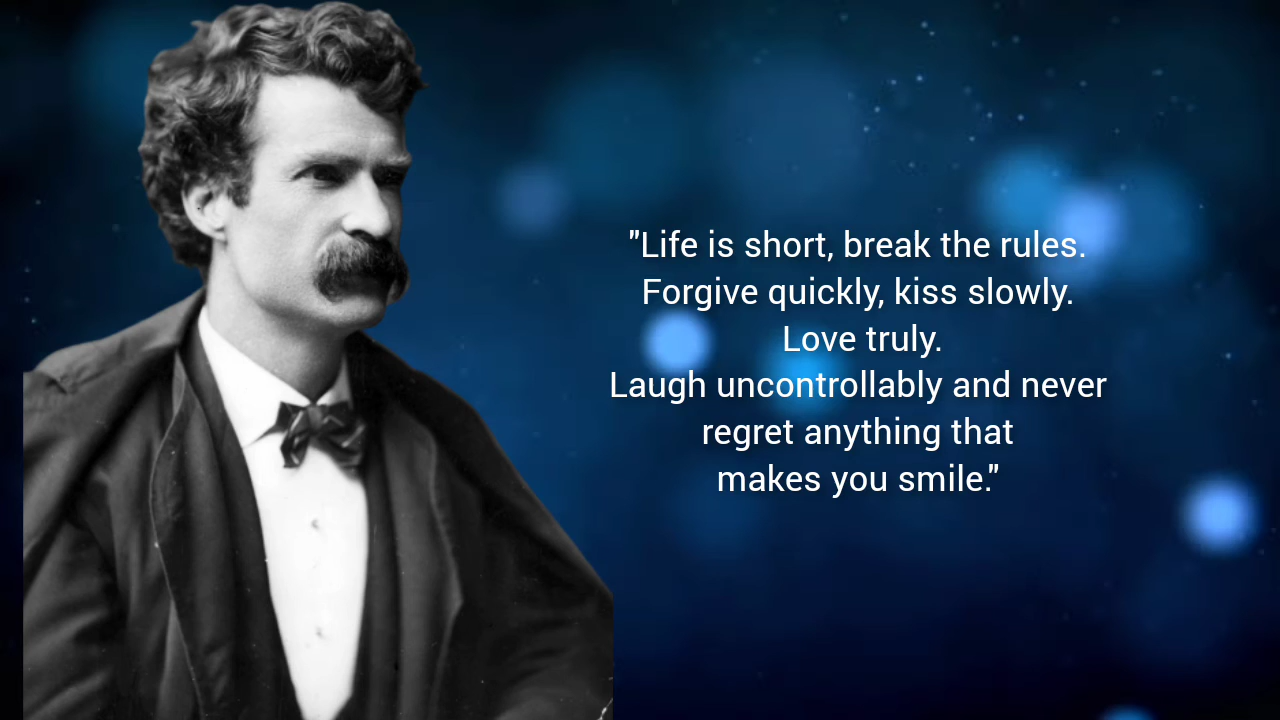 "Life is short, break the rules.
Forgive quickly, kiss slowly.
Love truly.
Laugh uncontrollably and never
regret anything that
makes you smile."